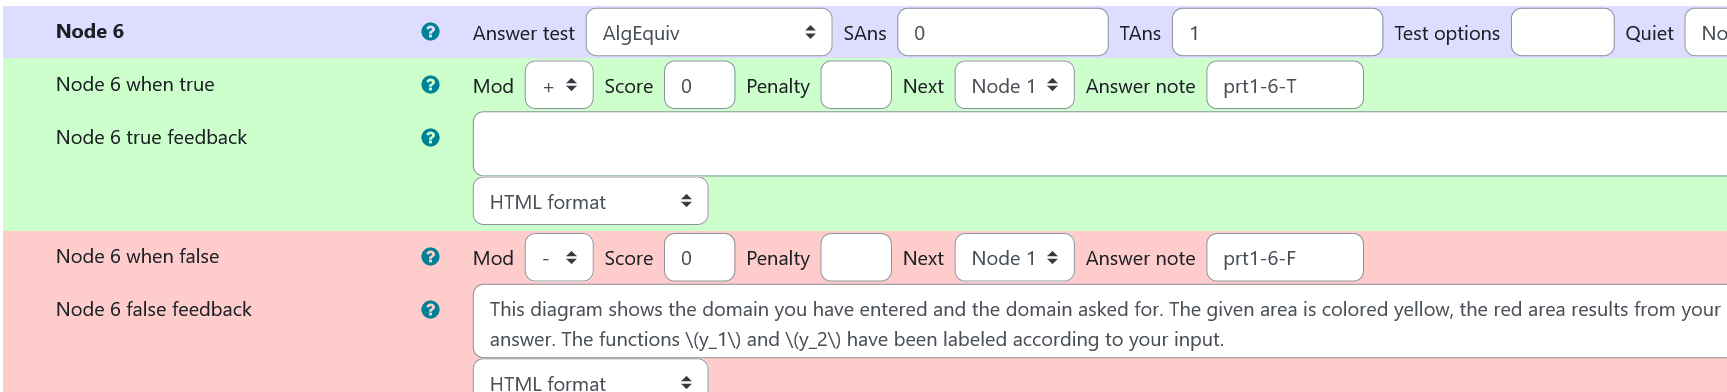 Node 6 Answer test AlgEquiv SAns 0 TAns 1 Test options Quiet No
Node 6 when true Mod + Score 0 Penalty Next Node 1 Answer note prt1-6-T
Node 6 true feedback
HTML format
Node 6 when false Mod - Score 0 Penalty Next Node 1 Answer note prt1-6-F
Node 6 false feedback This diagram shows the domain you have entered and the domain asked for. The given area is colored yellow, the red area results from your
answer. The functions \(y_1\) and \(y_2\) have been labeled according to your input.
HTML format